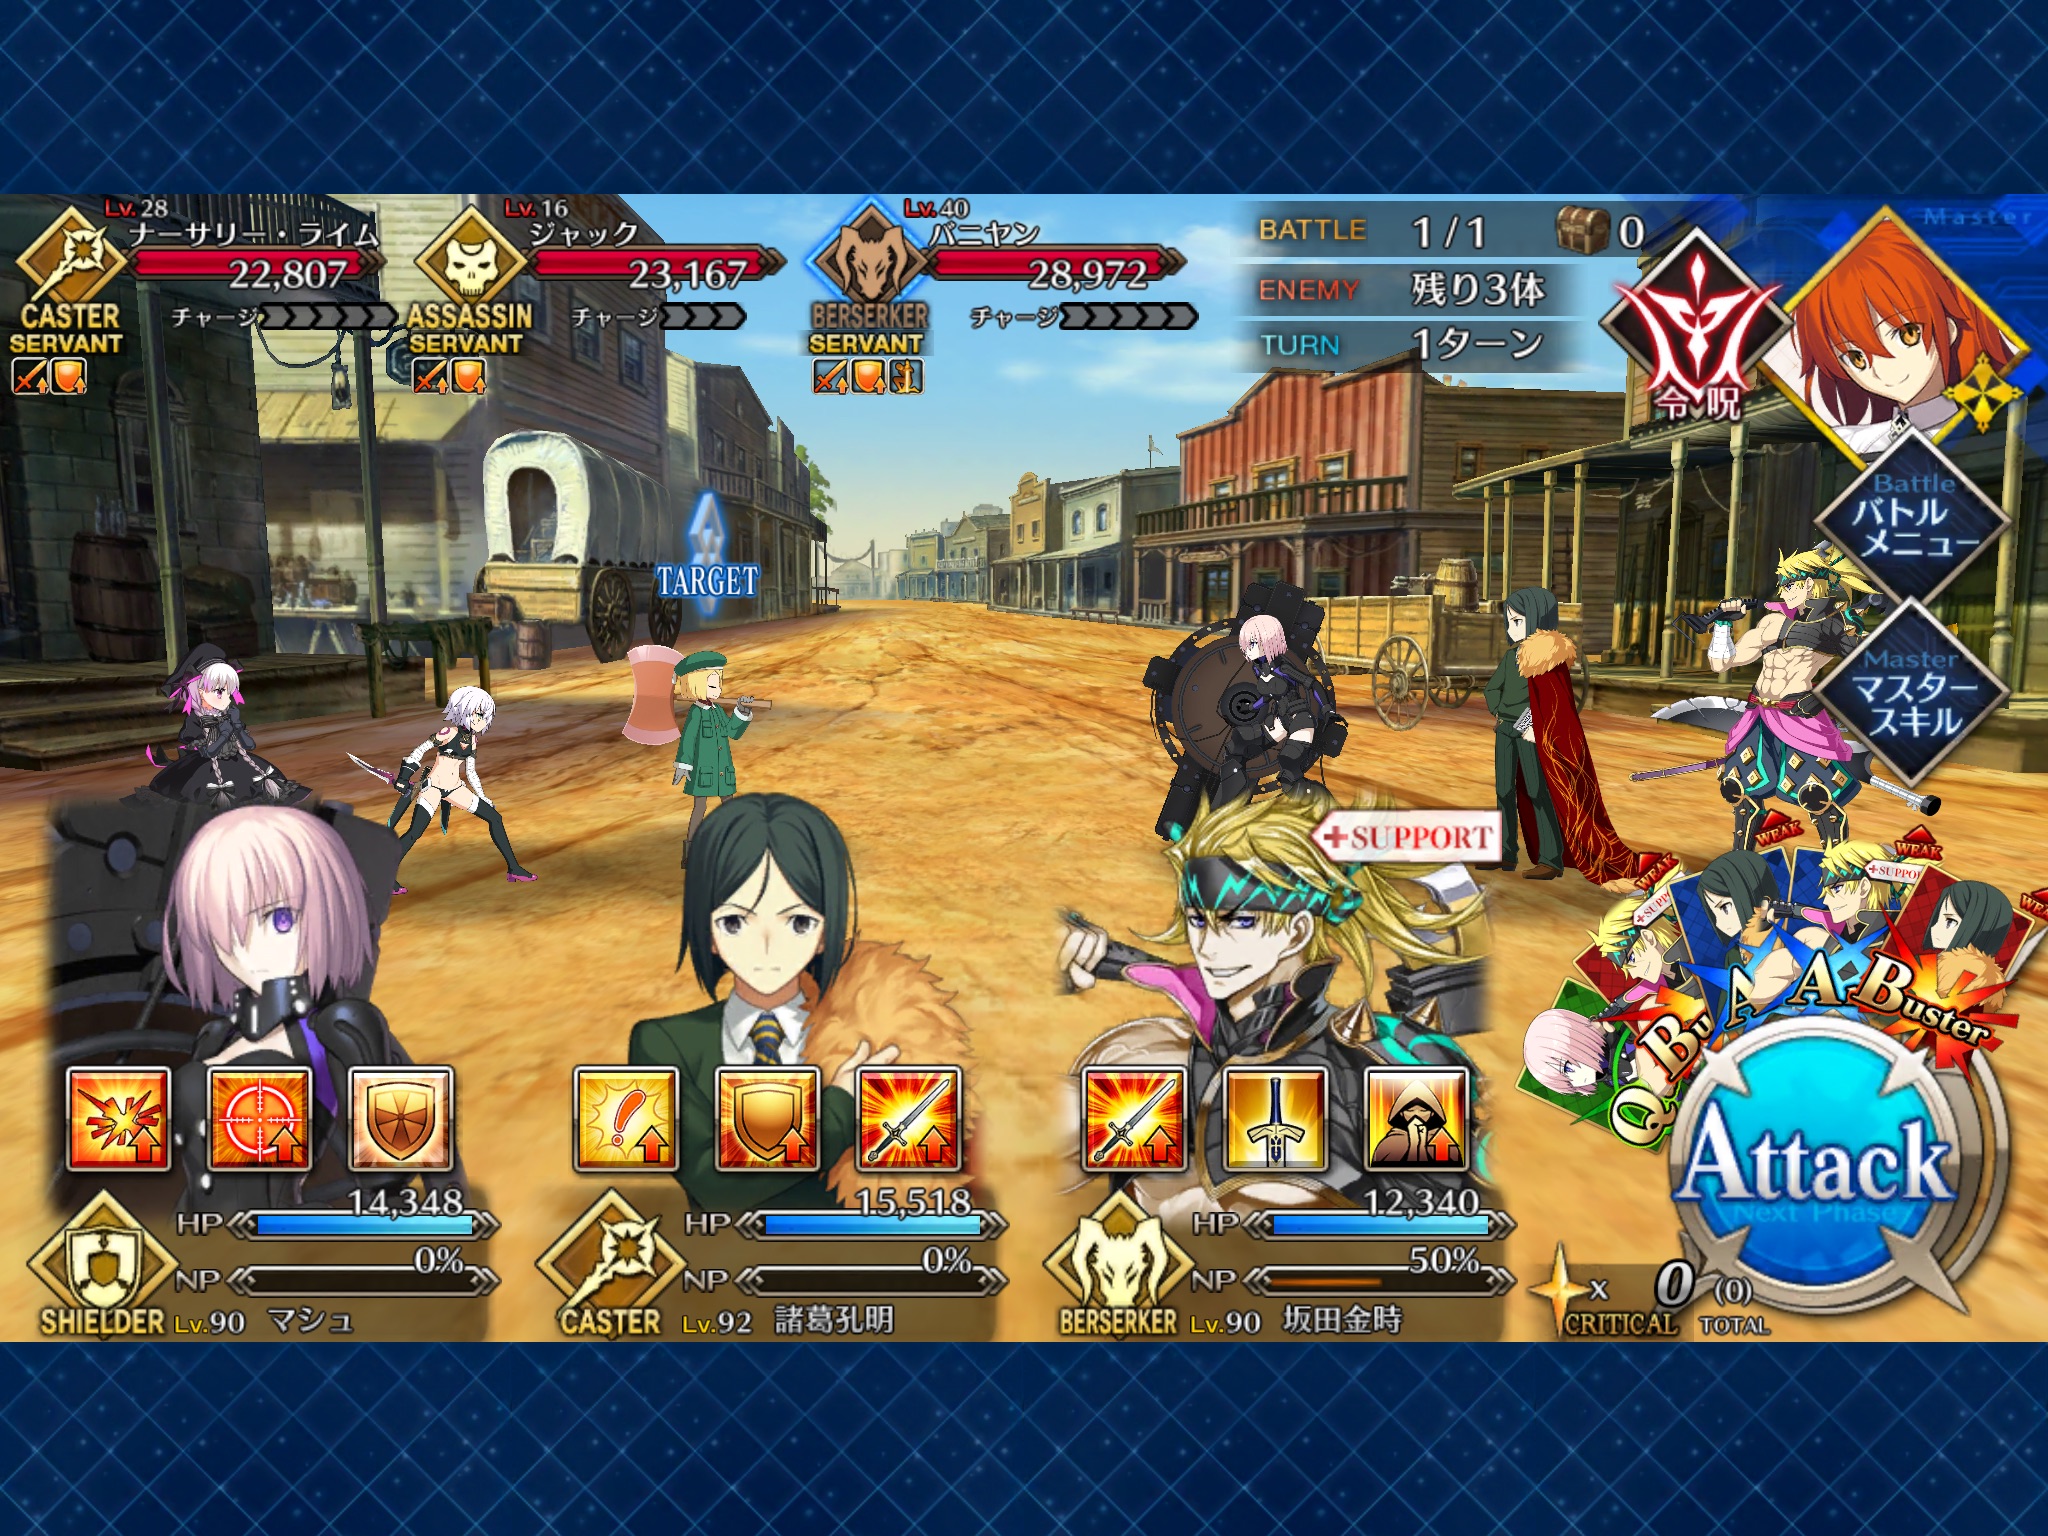 Lv.28
ナーサリー・ライム
22,807
CASTER
チャージ
SERVANT
Lv.16
ジャック
23,167
ASSASSIN
チャージ
SERVANT
Lv.40
バニヤン
28,972
BERSERKER
チャージ
SERVANT
BATTLE 1/1 0
ENEMY 残り3体
TURN 1ターン
令呪
Master
Battle
バトル
メニュー
Master
マスター
スキル
TARGET
SUPPORT
WEAK
WEAK
WEAK
SUPPORT
A
A
Buster
Bu
Q
Attack
Next Phase
HP 14,348
NP 0%
SHIELDER Lv.90 マシュ
HP 15,518
NP 0%
CASTER Lv.92 諸葛孔明
HP 12,340
NP 50%
BERSERKER Lv.90 坂田金時
x 0 (0)
CRITICAL TOTAL